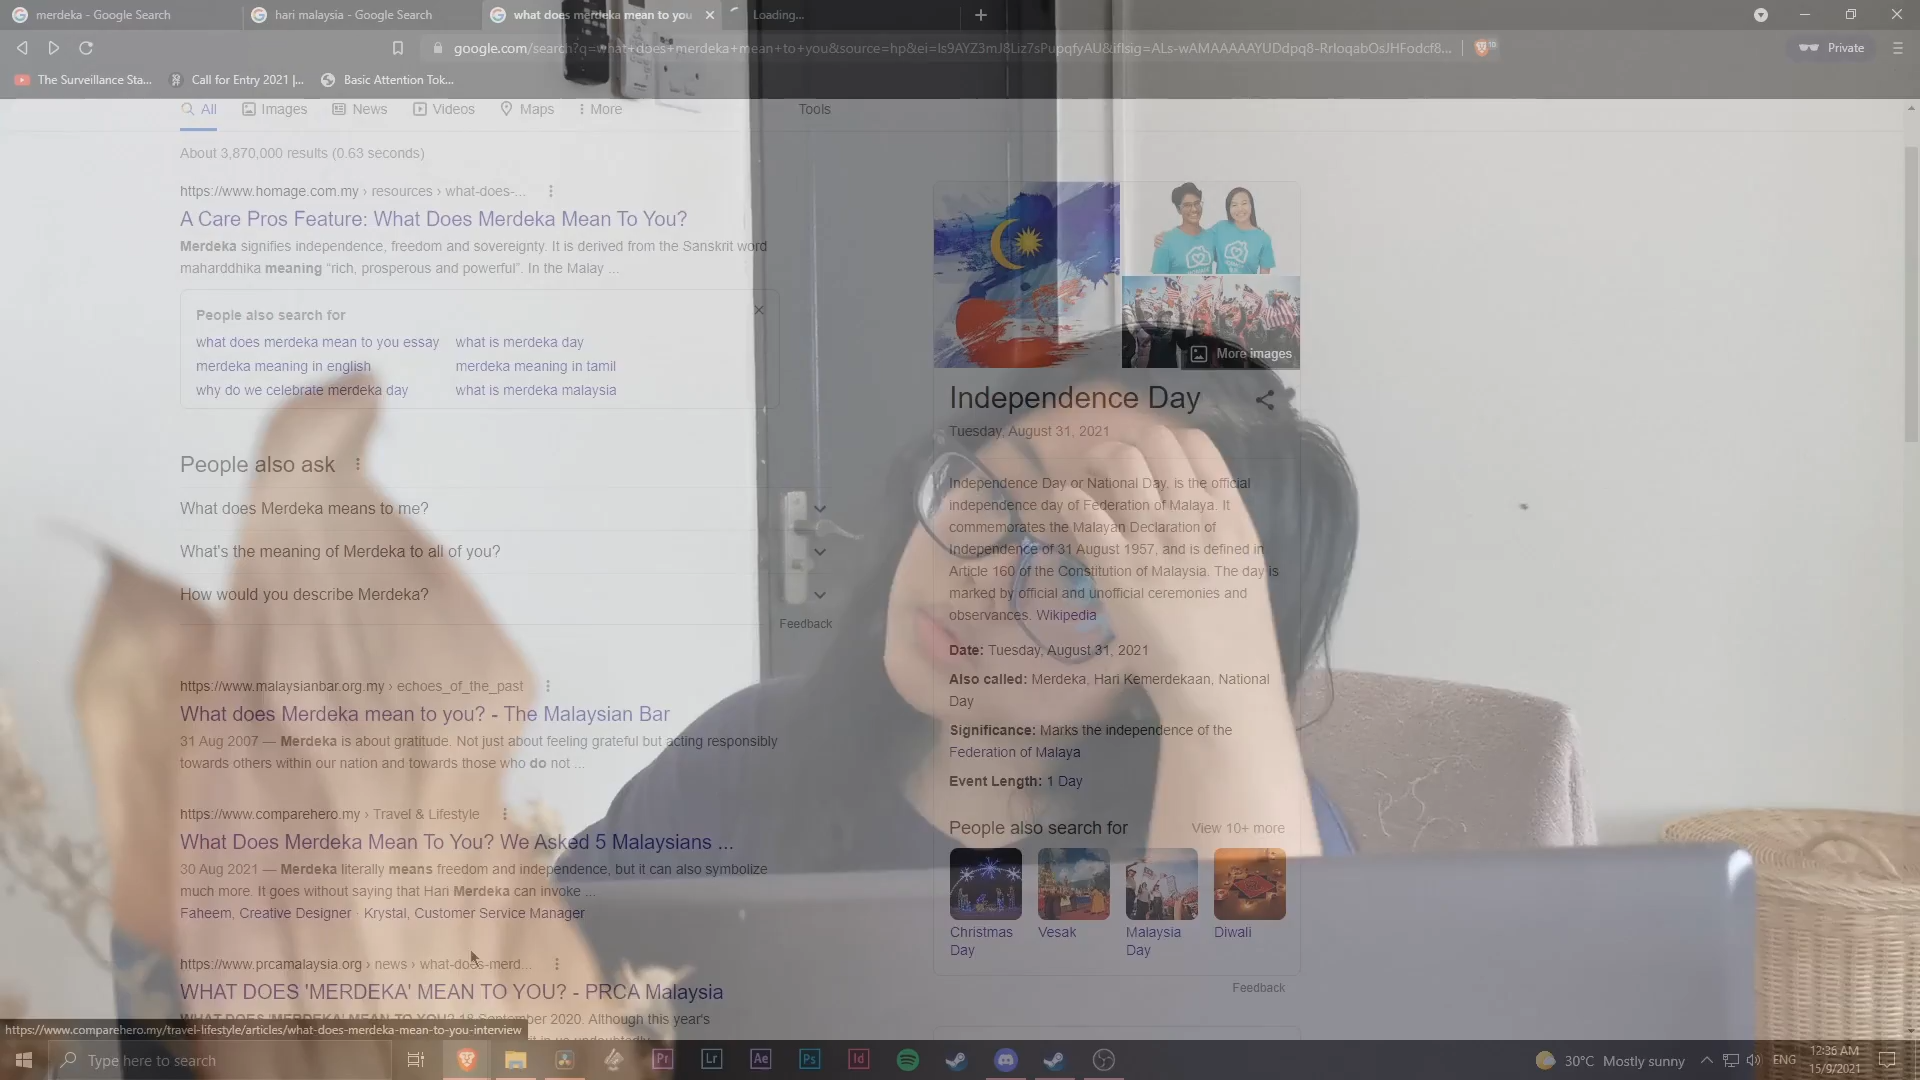 merdeka - Google Search
hari malaysia - Google Search
what does merdeka mean to you
Loading...
google.com/search?q=what+does+merdeka+mean+to+you&source=hp&ei=Is9AYZ3mJ8Liz7sPupqfyAU&iflsig=ALs-wAMAAAAAYUDdpq8-RrIoqabOsJHFodcf8...
Private
The Surveillance Sta...
Call for Entry 2021 |...
Basic Attention Tok...
All
Images
News
Videos
Maps
More
Tools
About 3,870,000 results (0.63 seconds)
https://www.homage.com.my › resources › what-does-...
A Care Pros Feature: What Does Merdeka Mean To You?
Merdeka signifies independence, freedom and sovereignty. It is derived from the Sanskrit word
maharddhika meaning “rich, prosperous and powerful”. In the Malay ...
People also search for
what does merdeka mean to you essay
what is merdeka day
merdeka meaning in english
merdeka meaning in tamil
why do we celebrate merdeka day
what is merdeka malaysia
People also ask
What does Merdeka means to me?
What's the meaning of Merdeka to all of you?
How would you describe Merdeka?
Feedback
https://www.malaysianbar.org.my › echoes_of_the_past
What does Merdeka mean to you? - The Malaysian Bar
31 Aug 2007 — Merdeka is about gratitude. Not just about feeling grateful but acting responsibly
towards others within our nation and towards those who do not ...
https://www.comparehero.my › Travel & Lifestyle
What Does Merdeka Mean To You? We Asked 5 Malaysians ...
30 Aug 2021 — Merdeka literally means freedom and independence, but it can also symbolize
much more. It goes without saying that Hari Merdeka can invoke ...
Faheem, Creative Designer · Krystal, Customer Service Manager
https://www.prcamalaysia.org › news › what-does-merd...
WHAT DOES 'MERDEKA' MEAN TO YOU? - PRCA Malaysia
WHAT DOES 'MERDEKA' MEAN TO YOU? 18 September 2020. Although this year's
More images
Independence Day
Tuesday, August 31, 2021
Independence Day or National Day, is the official
independence day of Federation of Malaya. It
commemorates the Malayan Declaration of
Independence of 31 August 1957, and is defined in
Article 160 of the Constitution of Malaysia. The day is
marked by official and unofficial ceremonies and
observances. Wikipedia
Date: Tuesday, August 31, 2021
Also called: Merdeka, Hari Kemerdekaan, National
Day
Significance: Marks the independence of the
Federation of Malaya
Event Length: 1 Day
People also search for
View 10+ more
Christmas
Day
Vesak
Malaysia
Day
Diwali
Feedback
https://www.comparehero.my/travel-lifestyle/articles/what-does-merdeka-mean-to-you-interview
Type here to search
Pr
Lr
Ae
Ps
Id
30°C Mostly sunny
ENG
12:36 AM
15/9/2021